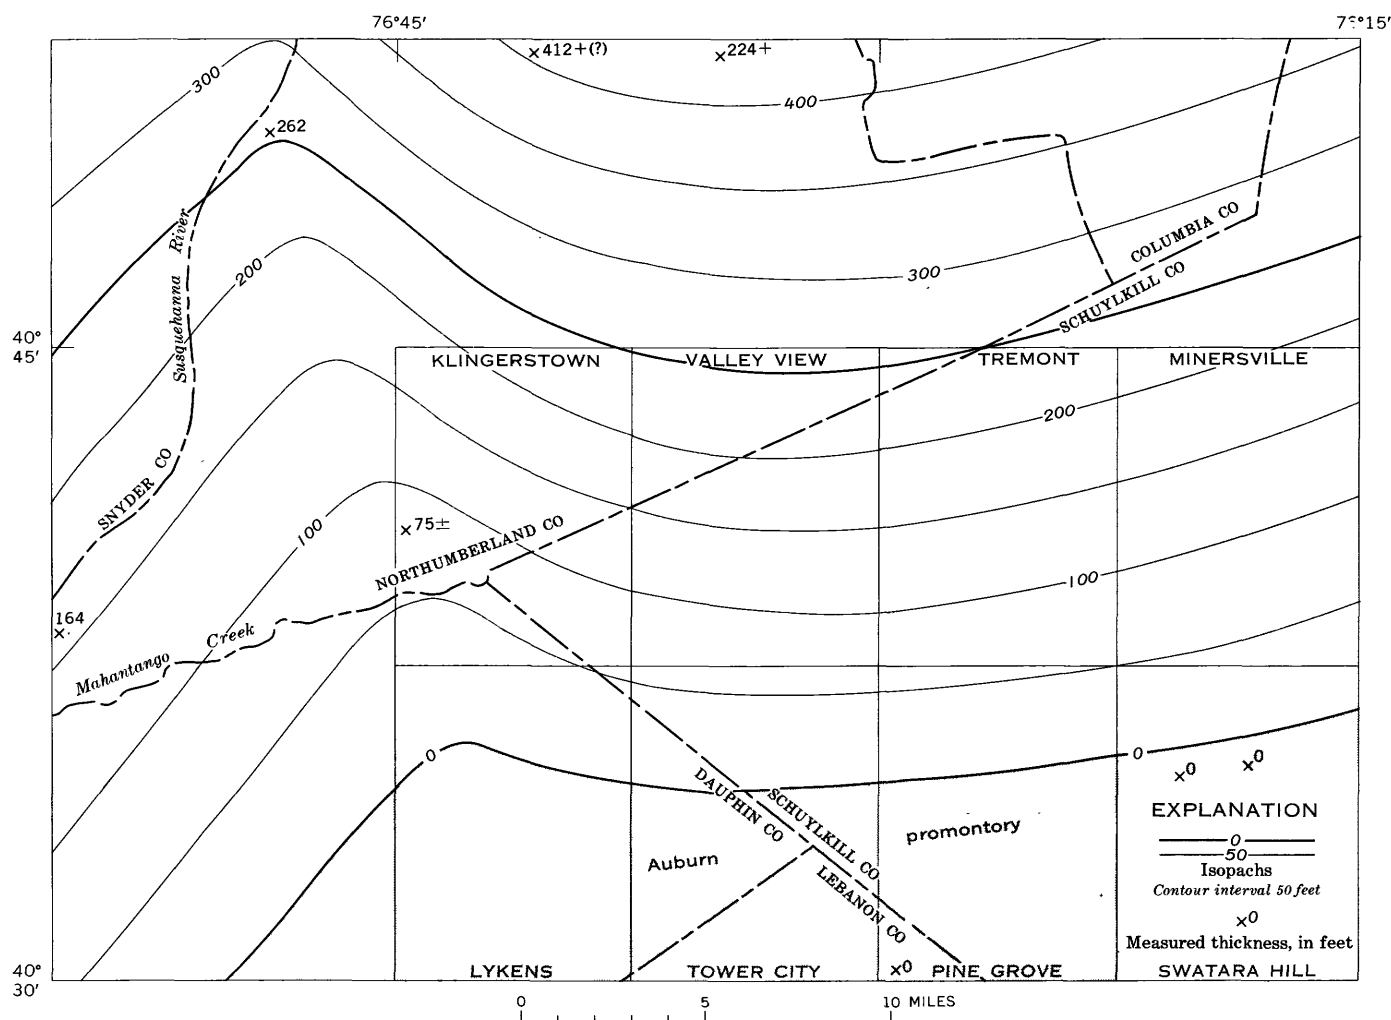 76°45′
76°15′
412+(?)
224+
300
400
262
COLUMBIA CO
Susquehanna River
200
300
SCHUYLKILL CO
40°
45′
KLINGERSTOWN
VALLEY VIEW
TREMONT
MINERSVILLE
200
SNYDER CO
100
75±
NORTHUMBERLAND CO
100
164
Mahantango Creek
0
0
0
0
DAUPHIN CO
SCHUYLKILL CO
EXPLANATION
promontory
0
50
Auburn
Isopachs
LEBANON CO
Contour interval 50 feet
0
Measured thickness, in feet
40°
30′
LYKENS
TOWER CITY
0
PINE GROVE
SWATARA HILL
0
5
10 MILES